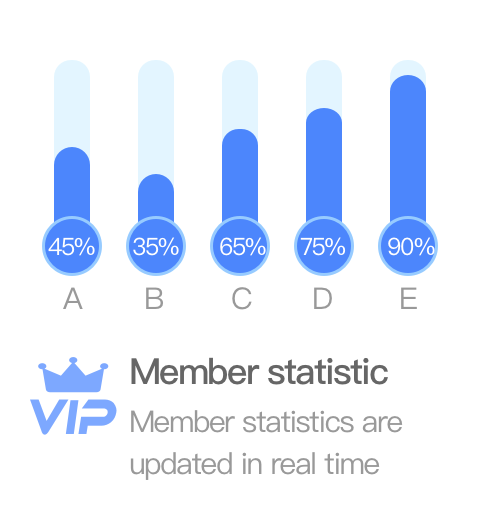 45% 35% 65% 75% 90%
A B C D E
Member statistic
VIP
Member statistics are
updated in real time